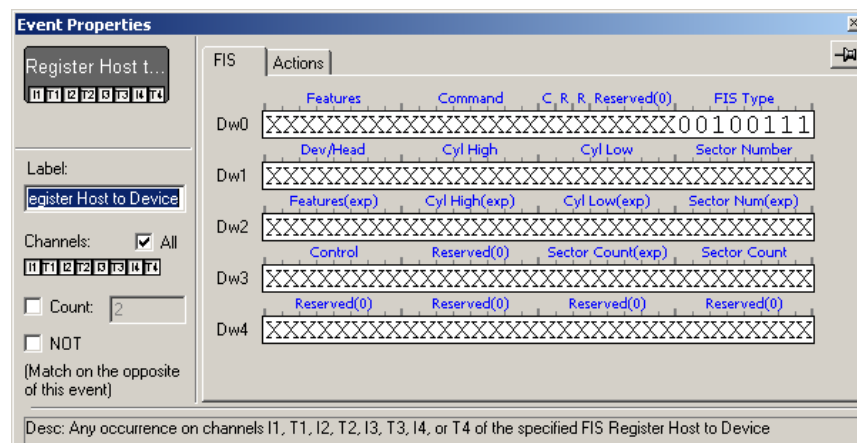 Event Properties
Register Host t...
I1 T1 I2 T2 I3 T3 I4 T4
FIS
Actions
Features Command C R R Reserved(0) FIS Type
Dw0 XXXXXXXXXXXXXXXXXXXXXXXX00100111
Dev/Head Cyl High Cyl Low Sector Number
Dw1 XXXXXXXXXXXXXXXXXXXXXXXXXXXXXXXX
Features(exp) Cyl High(exp) Cyl Low(exp) Sector Num(exp)
Dw2 XXXXXXXXXXXXXXXXXXXXXXXXXXXXXXXX
Control Reserved(0) Sector Count(exp) Sector Count
Dw3 XXXXXXXXXXXXXXXXXXXXXXXXXXXXXXXX
Reserved(0) Reserved(0) Reserved(0) Reserved(0)
Dw4 XXXXXXXXXXXXXXXXXXXXXXXXXXXXXXXX
Label:
egister Host to Device
Channels: All
I1 T1 I2 T2 I3 T3 I4 T4
Count: 2
NOT
(Match on the opposite
of this event)
Desc: Any occurrence on channels I1, T1, I2, T2, I3, T3, I4, or T4 of the specified FIS Register Host to Device